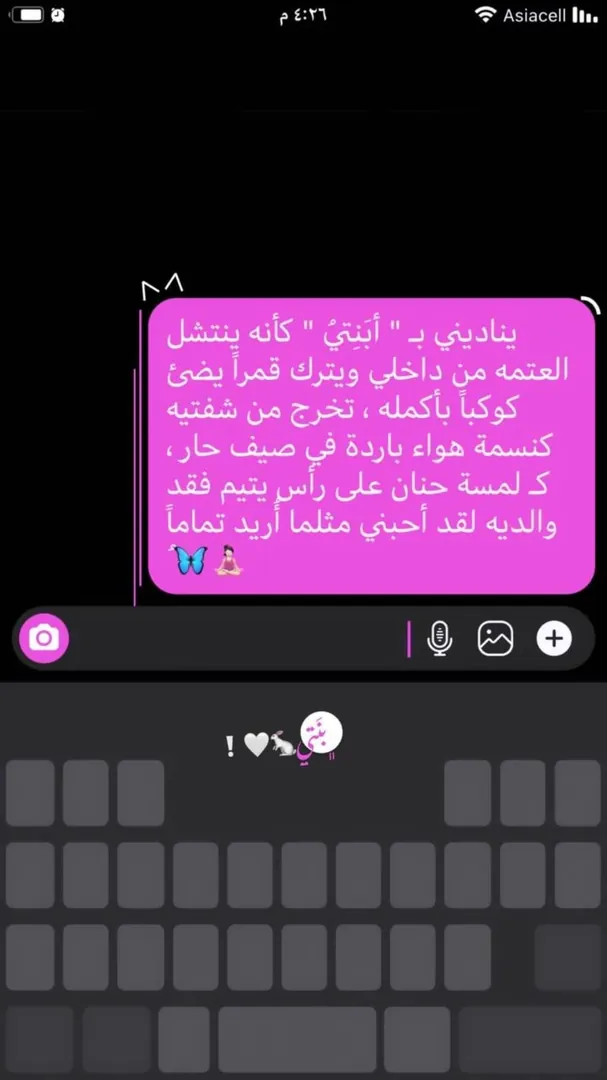 ٤:٢٦ م
Asiacell
يناديني بـ " أبَنِتيُ " كأنه ينتشل
العتمه من داخلي ويترك قمراً يضئ
كوكباً بأكمله ، تخرج من شفتيه
كنسمة هواء باردة في صيف حار ،
كـ لمسة حنان على رأس يتيم فقد
والديه لقد أحبني مثلما أُريد تماماً
🧘🏻‍♀️🦋
بِنَتيٍ 🐇🤍 !